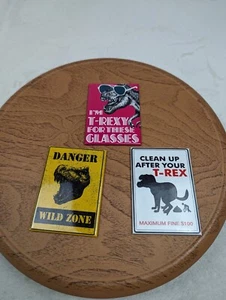 I'M
T-REXY
FOR THESE
GLASSES
DANGER
WILD ZONE
CLEAN UP
AFTER YOUR
T-REX
MAXIMUM FINE $100